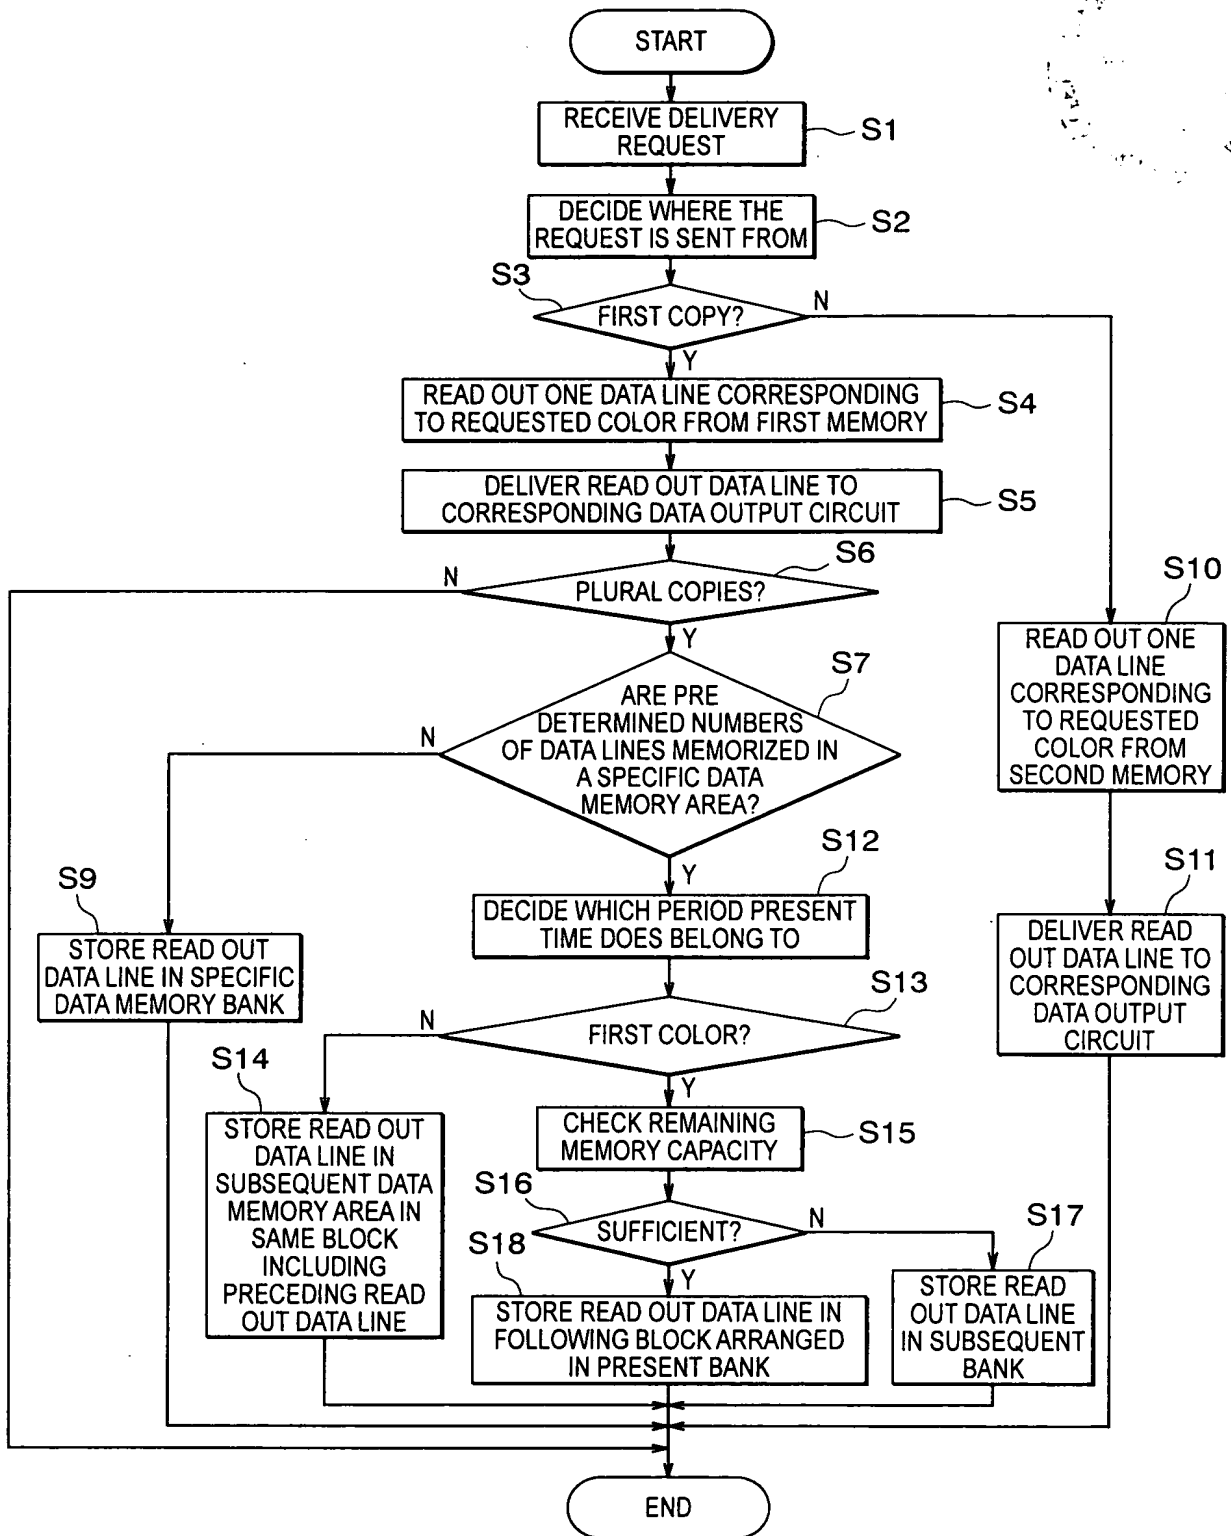 START
RECEIVE DELIVERY
REQUEST
S1
DECIDE WHERE THE
REQUEST IS SENT FROM
S2
S3
FIRST COPY?
N
Y
READ OUT ONE DATA LINE CORRESPONDING
TO REQUESTED COLOR FROM FIRST MEMORY
S4
DELIVER READ OUT DATA LINE TO
CORRESPONDING DATA OUTPUT CIRCUIT
S5
S6
N
PLURAL COPIES?
Y
S10
READ OUT ONE
DATA LINE
CORRESPONDING
TO REQUESTED
COLOR FROM
SECOND MEMORY
S7
ARE PRE
DETERMINED NUMBERS
OF DATA LINES MEMORIZED IN
A SPECIFIC DATA
MEMORY AREA?
N
Y
S9
STORE READ OUT
DATA LINE IN SPECIFIC
DATA MEMORY BANK
S12
DECIDE WHICH PERIOD PRESENT
TIME DOES BELONG TO
S11
DELIVER READ
OUT DATA LINE TO
CORRESPONDING
DATA OUTPUT
CIRCUIT
S13
N
FIRST COLOR?
Y
S14
STORE READ OUT
DATA LINE IN
SUBSEQUENT DATA
MEMORY AREA IN
SAME BLOCK
INCLUDING
PRECEDING READ
OUT DATA LINE
CHECK REMAINING
MEMORY CAPACITY
S15
S16
SUFFICIENT?
N
Y
S17
STORE READ
OUT DATA LINE
IN SUBSEQUENT
BANK
S18
STORE READ OUT DATA LINE IN
FOLLOWING BLOCK ARRANGED
IN PRESENT BANK
END